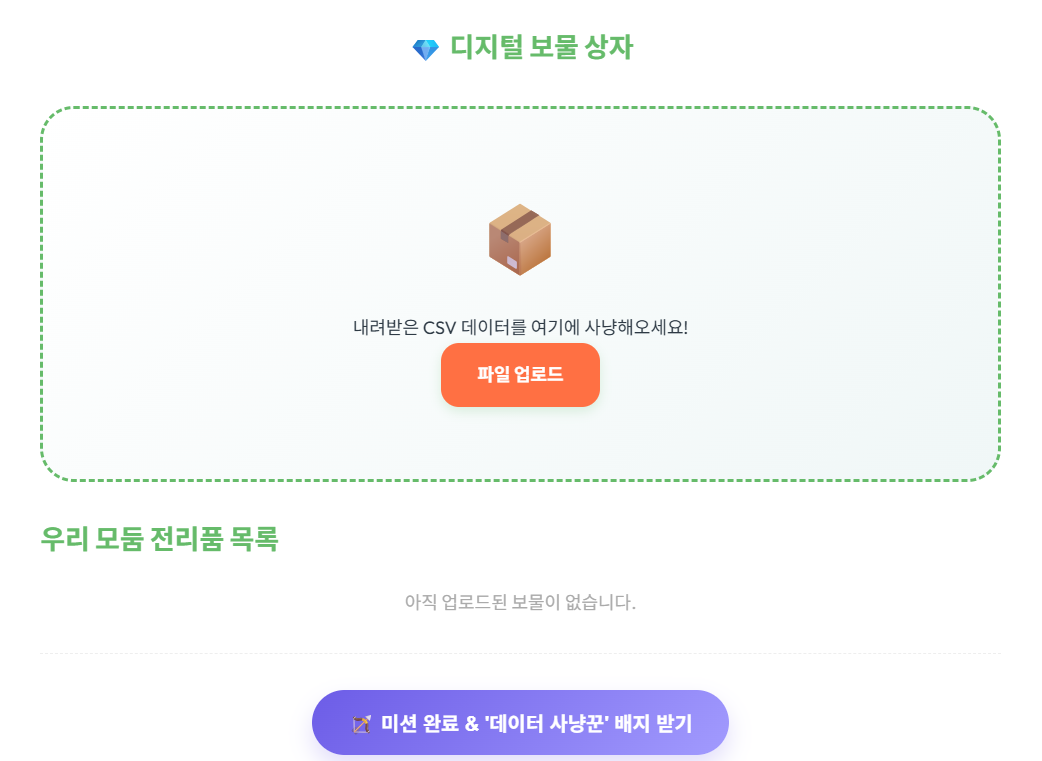 디지털 보물 상자
내려받은 CSV 데이터를 여기에 사냥해오세요!
파일 업로드
우리 모둠 전리품 목록
아직 업로드된 보물이 없습니다.
미션 완료 & '데이터 사냥꾼' 배지 받기